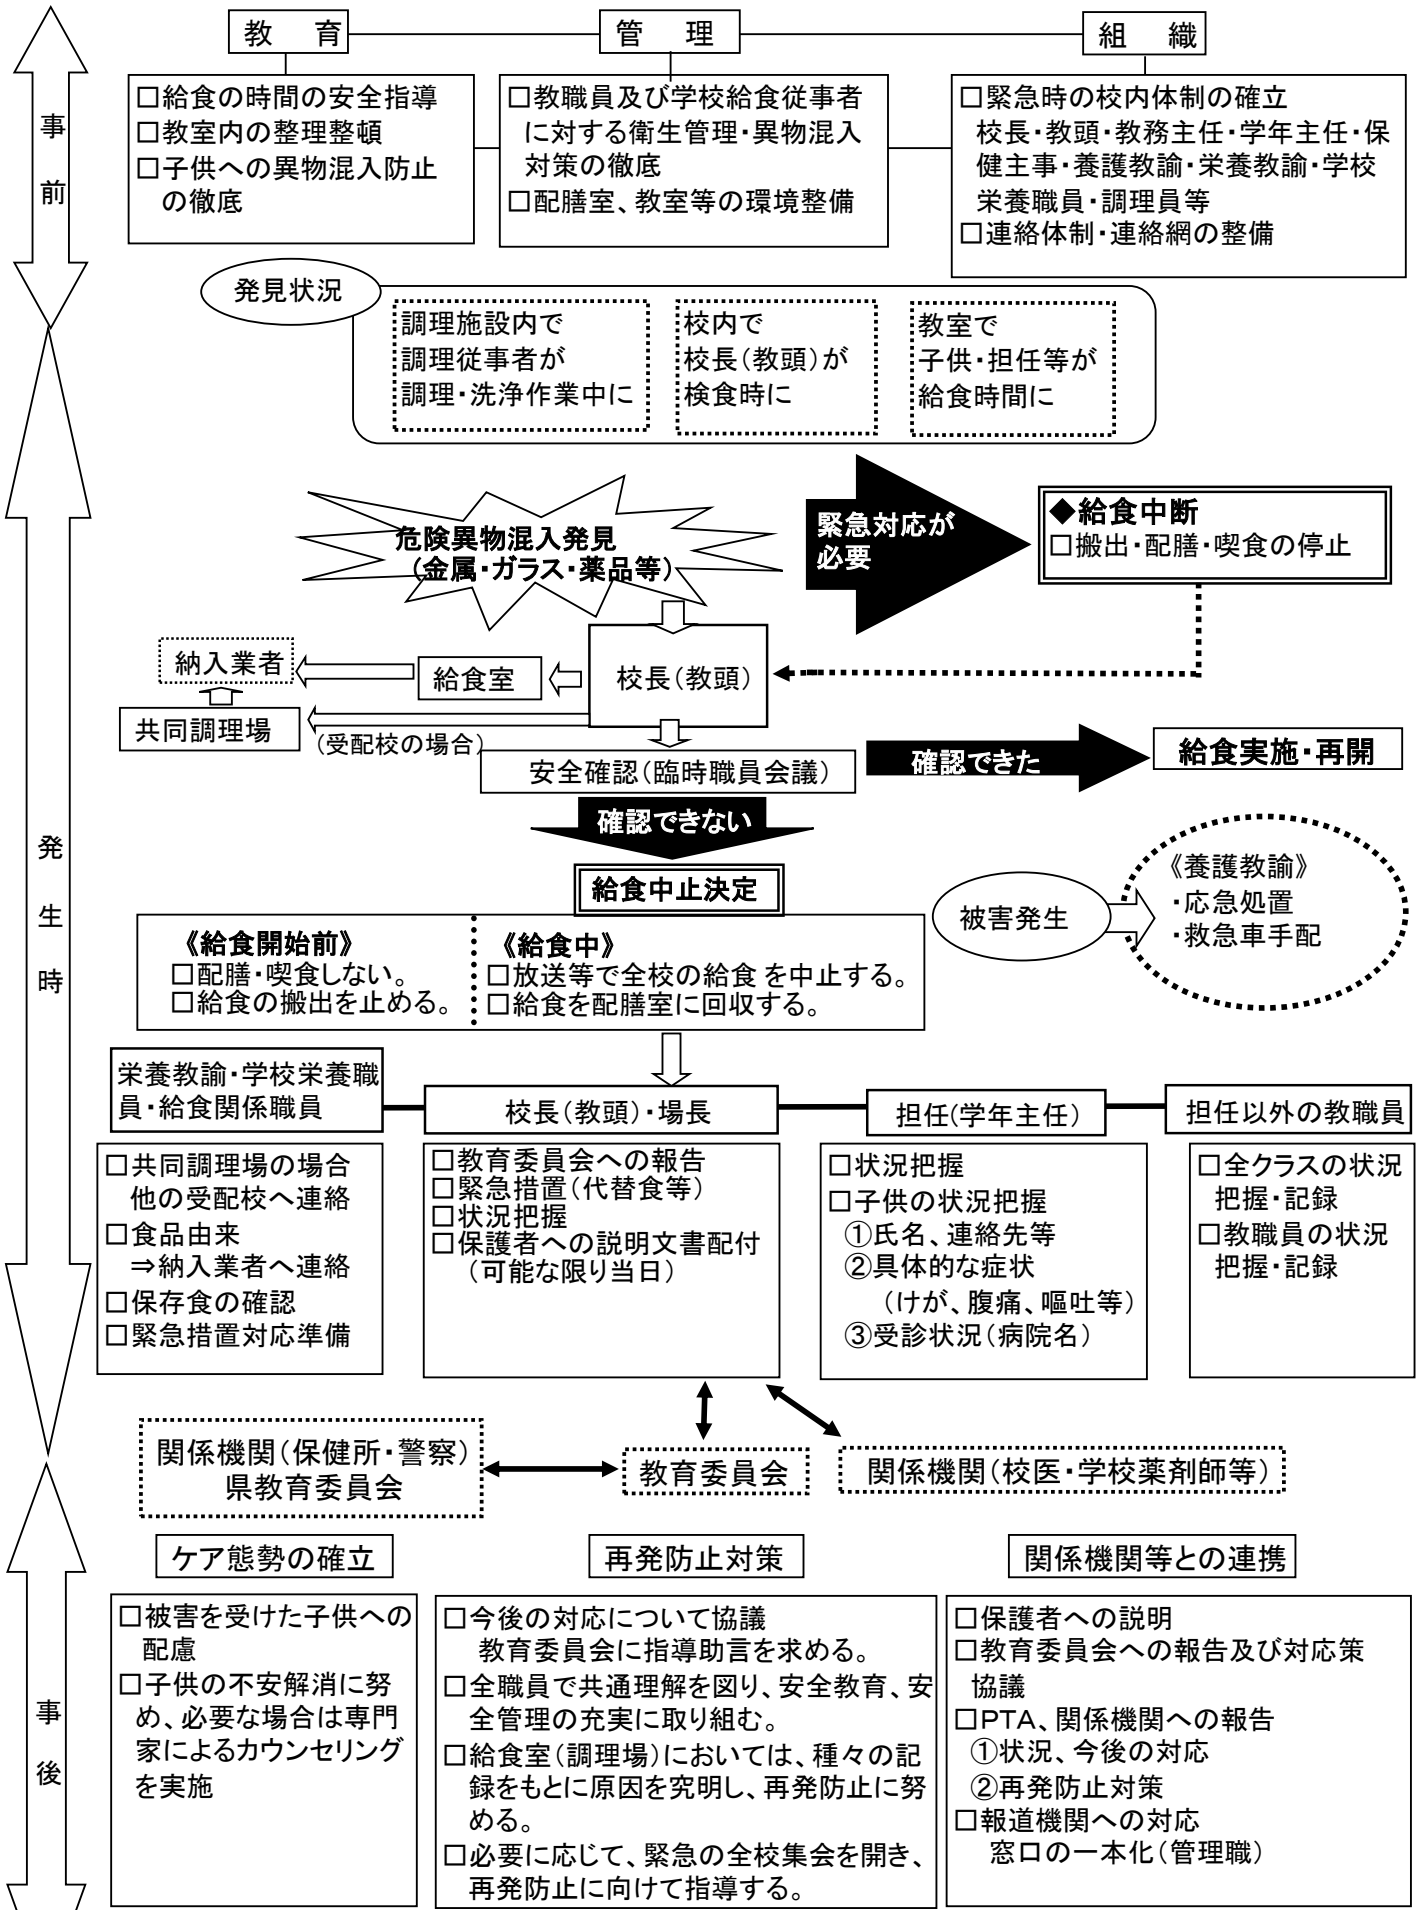 教　育
管　理
組　織
事前
□給食の時間の安全指導
□教室内の整理整頓
□子供への異物混入防止
の徹底
□教職員及び学校給食従事者
に対する衛生管理・異物混入
対策の徹底
□配膳室、教室等の環境整備
□緊急時の校内体制の確立
校長・教頭・教務主任・学年主任・保
健主事・養護教諭・栄養教諭・学校
栄養職員・調理員等
□連絡体制・連絡網の整備
発見状況
調理施設内で
調理従事者が
調理・洗浄作業中に
校内で
校長（教頭）が
検食時に
教室で
子供・担任等が
給食時間に
発生時
危険異物混入発見
（金属・ガラス・薬品等）
緊急対応が
必要
◆給食中断
□搬出・配膳・喫食の停止
納入業者
給食室
校長（教頭）
共同調理場
（受配校の場合）
安全確認（臨時職員会議）
確認できた
給食実施・再開
確認できない
給食中止決定
被害発生
《養護教諭》
・応急処置
・救急車手配
《給食開始前》
□配膳・喫食しない。
□給食の搬出を止める。
《給食中》
□放送等で全校の給食 を中止する。
□給食を配膳室に回収する。
栄養教諭・学校栄養職
員・給食関係職員
校長（教頭）・場長
担任（学年主任）
担任以外の教職員
□共同調理場の場合
他の受配校へ連絡
□食品由来
⇒納入業者へ連絡
□保存食の確認
□緊急措置対応準備
□教育委員会への報告
□緊急措置（代替食等）
□状況把握
□保護者への説明文書配付
（可能な限り当日）
□状況把握
□子供の状況把握
①氏名、連絡先等
②具体的な症状
（けが、腹痛、嘔吐等）
③受診状況（病院名）
□全クラスの状況
把握・記録
□教職員の状況
把握・記録
関係機関（保健所・警察）
県教育委員会
教育委員会
関係機関（校医・学校薬剤師等）
事後
ケア態勢の確立
再発防止対策
関係機関等との連携
□被害を受けた子供への
配慮
□子供の不安解消に努
め、必要な場合は専門
家によるカウンセリング
を実施
□今後の対応について協議
教育委員会に指導助言を求める。
□全職員で共通理解を図り、安全教育、安
全管理の充実に取り組む。
□給食室（調理場）においては、種々の記
録をもとに原因を究明し、再発防止に努
める。
□必要に応じて、緊急の全校集会を開き、
再発防止に向けて指導する。
□保護者への説明
□教育委員会への報告及び対応策
協議
□PTA、関係機関への報告
①状況、今後の対応
②再発防止対策
□報道機関への対応
窓口の一本化（管理職）